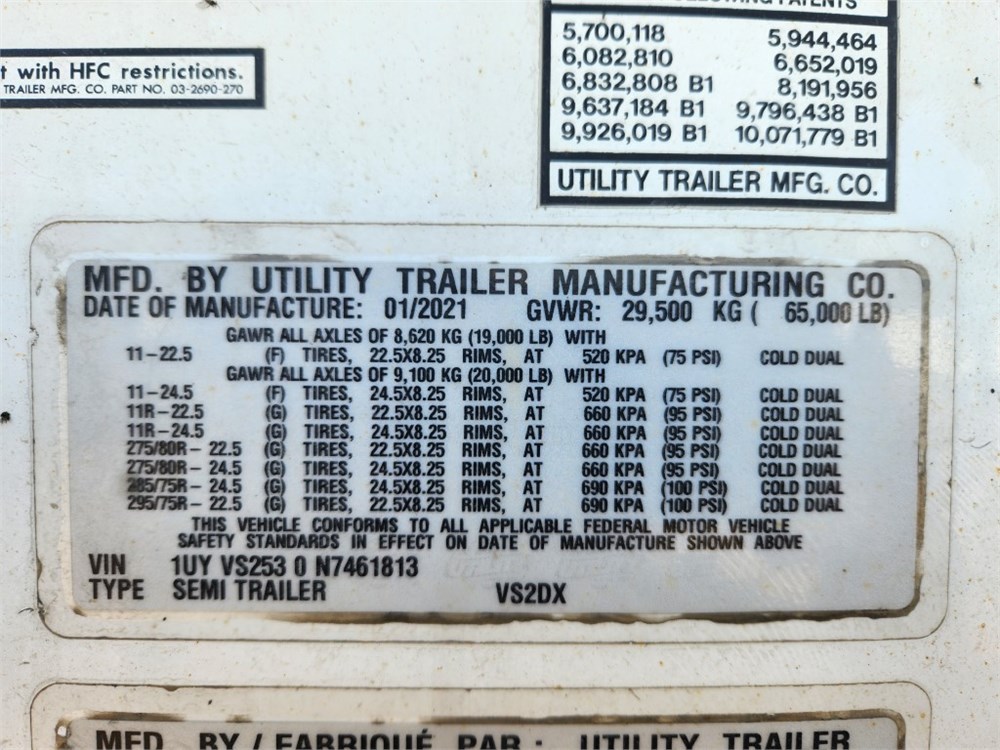 5,700,118 5,944,464
6,082,810 6,652,019
6,832,808 B1 8,191,956
9,637,184 B1 9,796,438 B1
9,926,019 B1 10,071,779 B1
UTILITY TRAILER MFG. CO.
t with HFC restrictions.
TRAILER MFG. CO. PART NO. 03-2690-270
MFD. BY UTILITY TRAILER MANUFACTURING CO.
DATE OF MANUFACTURE: 01/2021 GVWR: 29,500 KG ( 65,000 LB)
GAWR ALL AXLES OF 8,620 KG (19,000 LB) WITH
11-22.5 (F) TIRES, 22.5X8.25 RIMS, AT 520 KPA (75 PSI) COLD DUAL
GAWR ALL AXLES OF 9,100 KG (20,000 LB) WITH
11-24.5 (F) TIRES, 24.5X8.25 RIMS, AT 520 KPA (75 PSI) COLD DUAL
11R-22.5 (G) TIRES, 22.5X8.25 RIMS, AT 660 KPA (95 PSI) COLD DUAL
11R-24.5 (G) TIRES, 24.5X8.25 RIMS, AT 660 KPA (95 PSI) COLD DUAL
275/80R- 22.5 (G) TIRES, 22.5X8.25 RIMS, AT 660 KPA (95 PSI) COLD DUAL
275/80R- 24.5 (G) TIRES, 24.5X8.25 RIMS, AT 660 KPA (95 PSI) COLD DUAL
285/75R- 24.5 (G) TIRES, 24.5X8.25 RIMS, AT 690 KPA (100 PSI) COLD DUAL
295/75R- 22.5 (G) TIRES, 22.5X8.25 RIMS, AT 690 KPA (100 PSI) COLD DUAL
THIS VEHICLE CONFORMS TO ALL APPLICABLE FEDERAL MOTOR VEHICLE
SAFETY STANDARDS IN EFFECT ON DATE OF MANUFACTURE SHOWN ABOVE
VIN 1UY VS253 0 N7461813
TYPE SEMI TRAILER VS2DX
MFD. BY / FABRIQUÉ PAR : UTILITY TRAILER